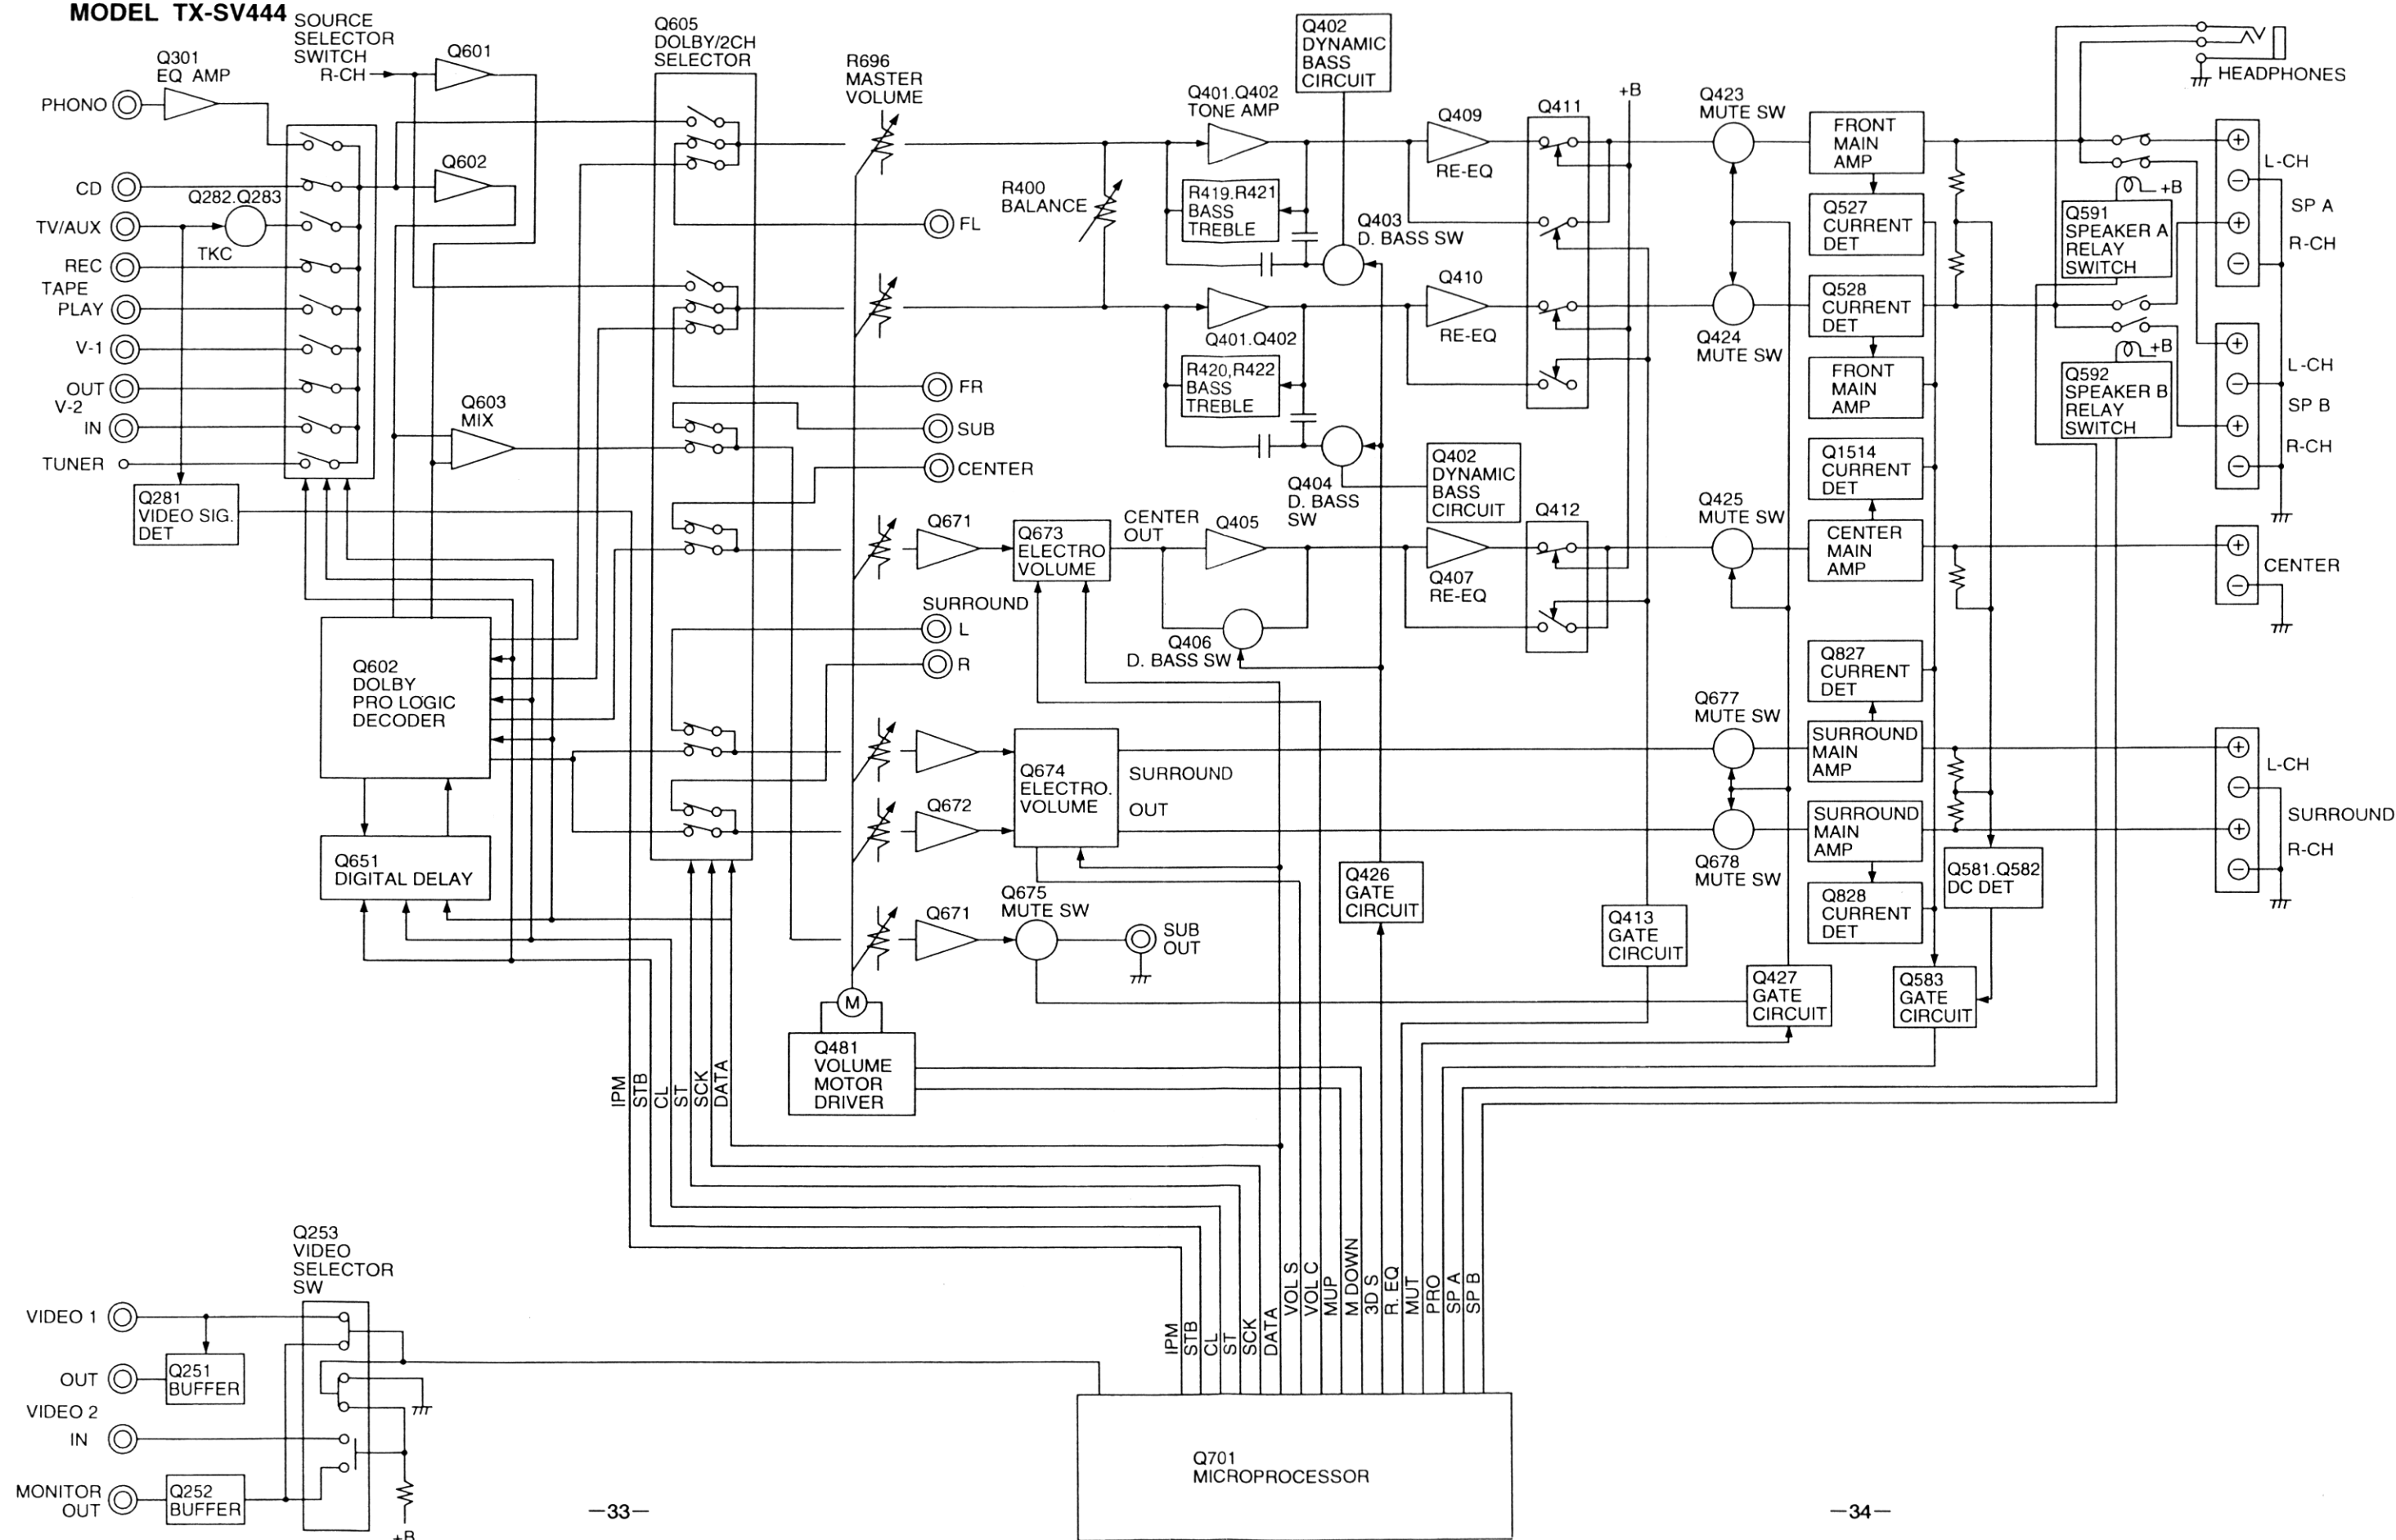 MODEL TX-SV444
SOURCE
SELECTOR
SWITCH
R-CH
Q601
Q301
EQ AMP
PHONO
CD
Q602
Q282.Q283
TV/AUX
TKC
REC
TAPE
PLAY
V-1
OUT
V-2
IN
TUNER
Q603
MIX
Q281
VIDEO SIG.
DET
Q602
DOLBY
PRO LOGIC
DECODER
Q651
DIGITAL DELAY
Q605
DOLBY/2CH
SELECTOR
R696
MASTER
VOLUME
FL
FR
SUB
CENTER
SURROUND
L
R
Q671
Q673
ELECTRO
VOLUME
CENTER
OUT
Q672
Q674
ELECTRO.
VOLUME
SURROUND
OUT
Q671
Q675
MUTE SW
SUB
OUT
M
Q481
VOLUME
MOTOR
DRIVER
R400
BALANCE
Q401.Q402
TONE AMP
Q402
DYNAMIC
BASS
CIRCUIT
R419.R421
BASS
TREBLE
Q403
D. BASS SW
Q401.Q402
R420,R422
BASS
TREBLE
Q404
D. BASS
SW
Q402
DYNAMIC
BASS
CIRCUIT
Q405
Q406
D. BASS SW
Q409
RE-EQ
Q410
RE-EQ
Q407
RE-EQ
Q411
+B
Q412
Q426
GATE
CIRCUIT
Q413
GATE
CIRCUIT
Q427
GATE
CIRCUIT
Q583
GATE
CIRCUIT
Q423
MUTE SW
Q424
MUTE SW
Q425
MUTE SW
Q677
MUTE SW
Q678
MUTE SW
FRONT
MAIN
AMP
Q527
CURRENT
DET
Q528
CURRENT
DET
FRONT
MAIN
AMP
Q1514
CURRENT
DET
CENTER
MAIN
AMP
Q827
CURRENT
DET
SURROUND
MAIN
AMP
SURROUND
MAIN
AMP
Q828
CURRENT
DET
Q581.Q582
DC DET
HEADPHONES
+B
Q591
SPEAKER A
RELAY
SWITCH
+B
Q592
SPEAKER B
RELAY
SWITCH
+
L-CH
−
SP A
+
R-CH
−
+
L-CH
−
SP B
+
R-CH
−
+
CENTER
−
+
L-CH
−
SURROUND
+
R-CH
−
IPM
STB
CL
ST
SCK
DATA
IPM
STB
CL
ST
SCK
DATA
VOL S
VOL C
MUP
M DOWN
3D S
R. EQ
MUT
PRO
SP A
SP B
Q253
VIDEO
SELECTOR
SW
VIDEO 1
OUT
Q251
BUFFER
VIDEO 2
IN
MONITOR
OUT
Q252
BUFFER
+B
Q701
MICROPROCESSOR
—33—
—34—